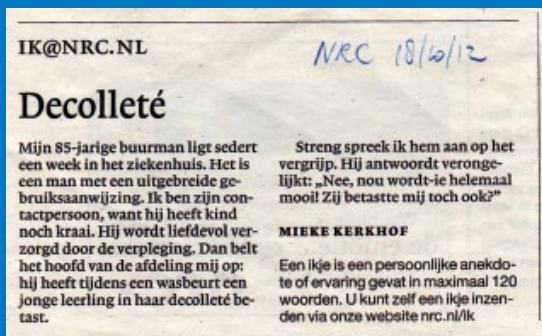 IK@NRC.NL
NRC 18/10/12
Decolleté
Mijn 85-jarige buurman ligt sedert
een week in het ziekenhuis. Het is
een man met een uitgebreide ge-
bruiksaanwijzing. Ik ben zijn con-
tactpersoon, want hij heeft kind
noch kraai. Hij wordt liefdevol ver-
zorgd door de verpleging. Dan belt
het hoofd van de afdeling mij op:
hij heeft tijdens een wasbeurt een
jonge leerling in haar decolleté be-
tast.
Streng spreek ik hem aan op het
vergrijp. Hij antwoordt veronge-
lijkt: „Nee, nou wordt-ie helemaal
mooi! Zij betastte mij toch ook?”
MIEKE KERKHOF
Een ikje is een persoonlijke anekdo-
te of ervaring gevat in maximaal 120
woorden. U kunt zelf een ikje inzen-
den via onze website nrc.nl/ik